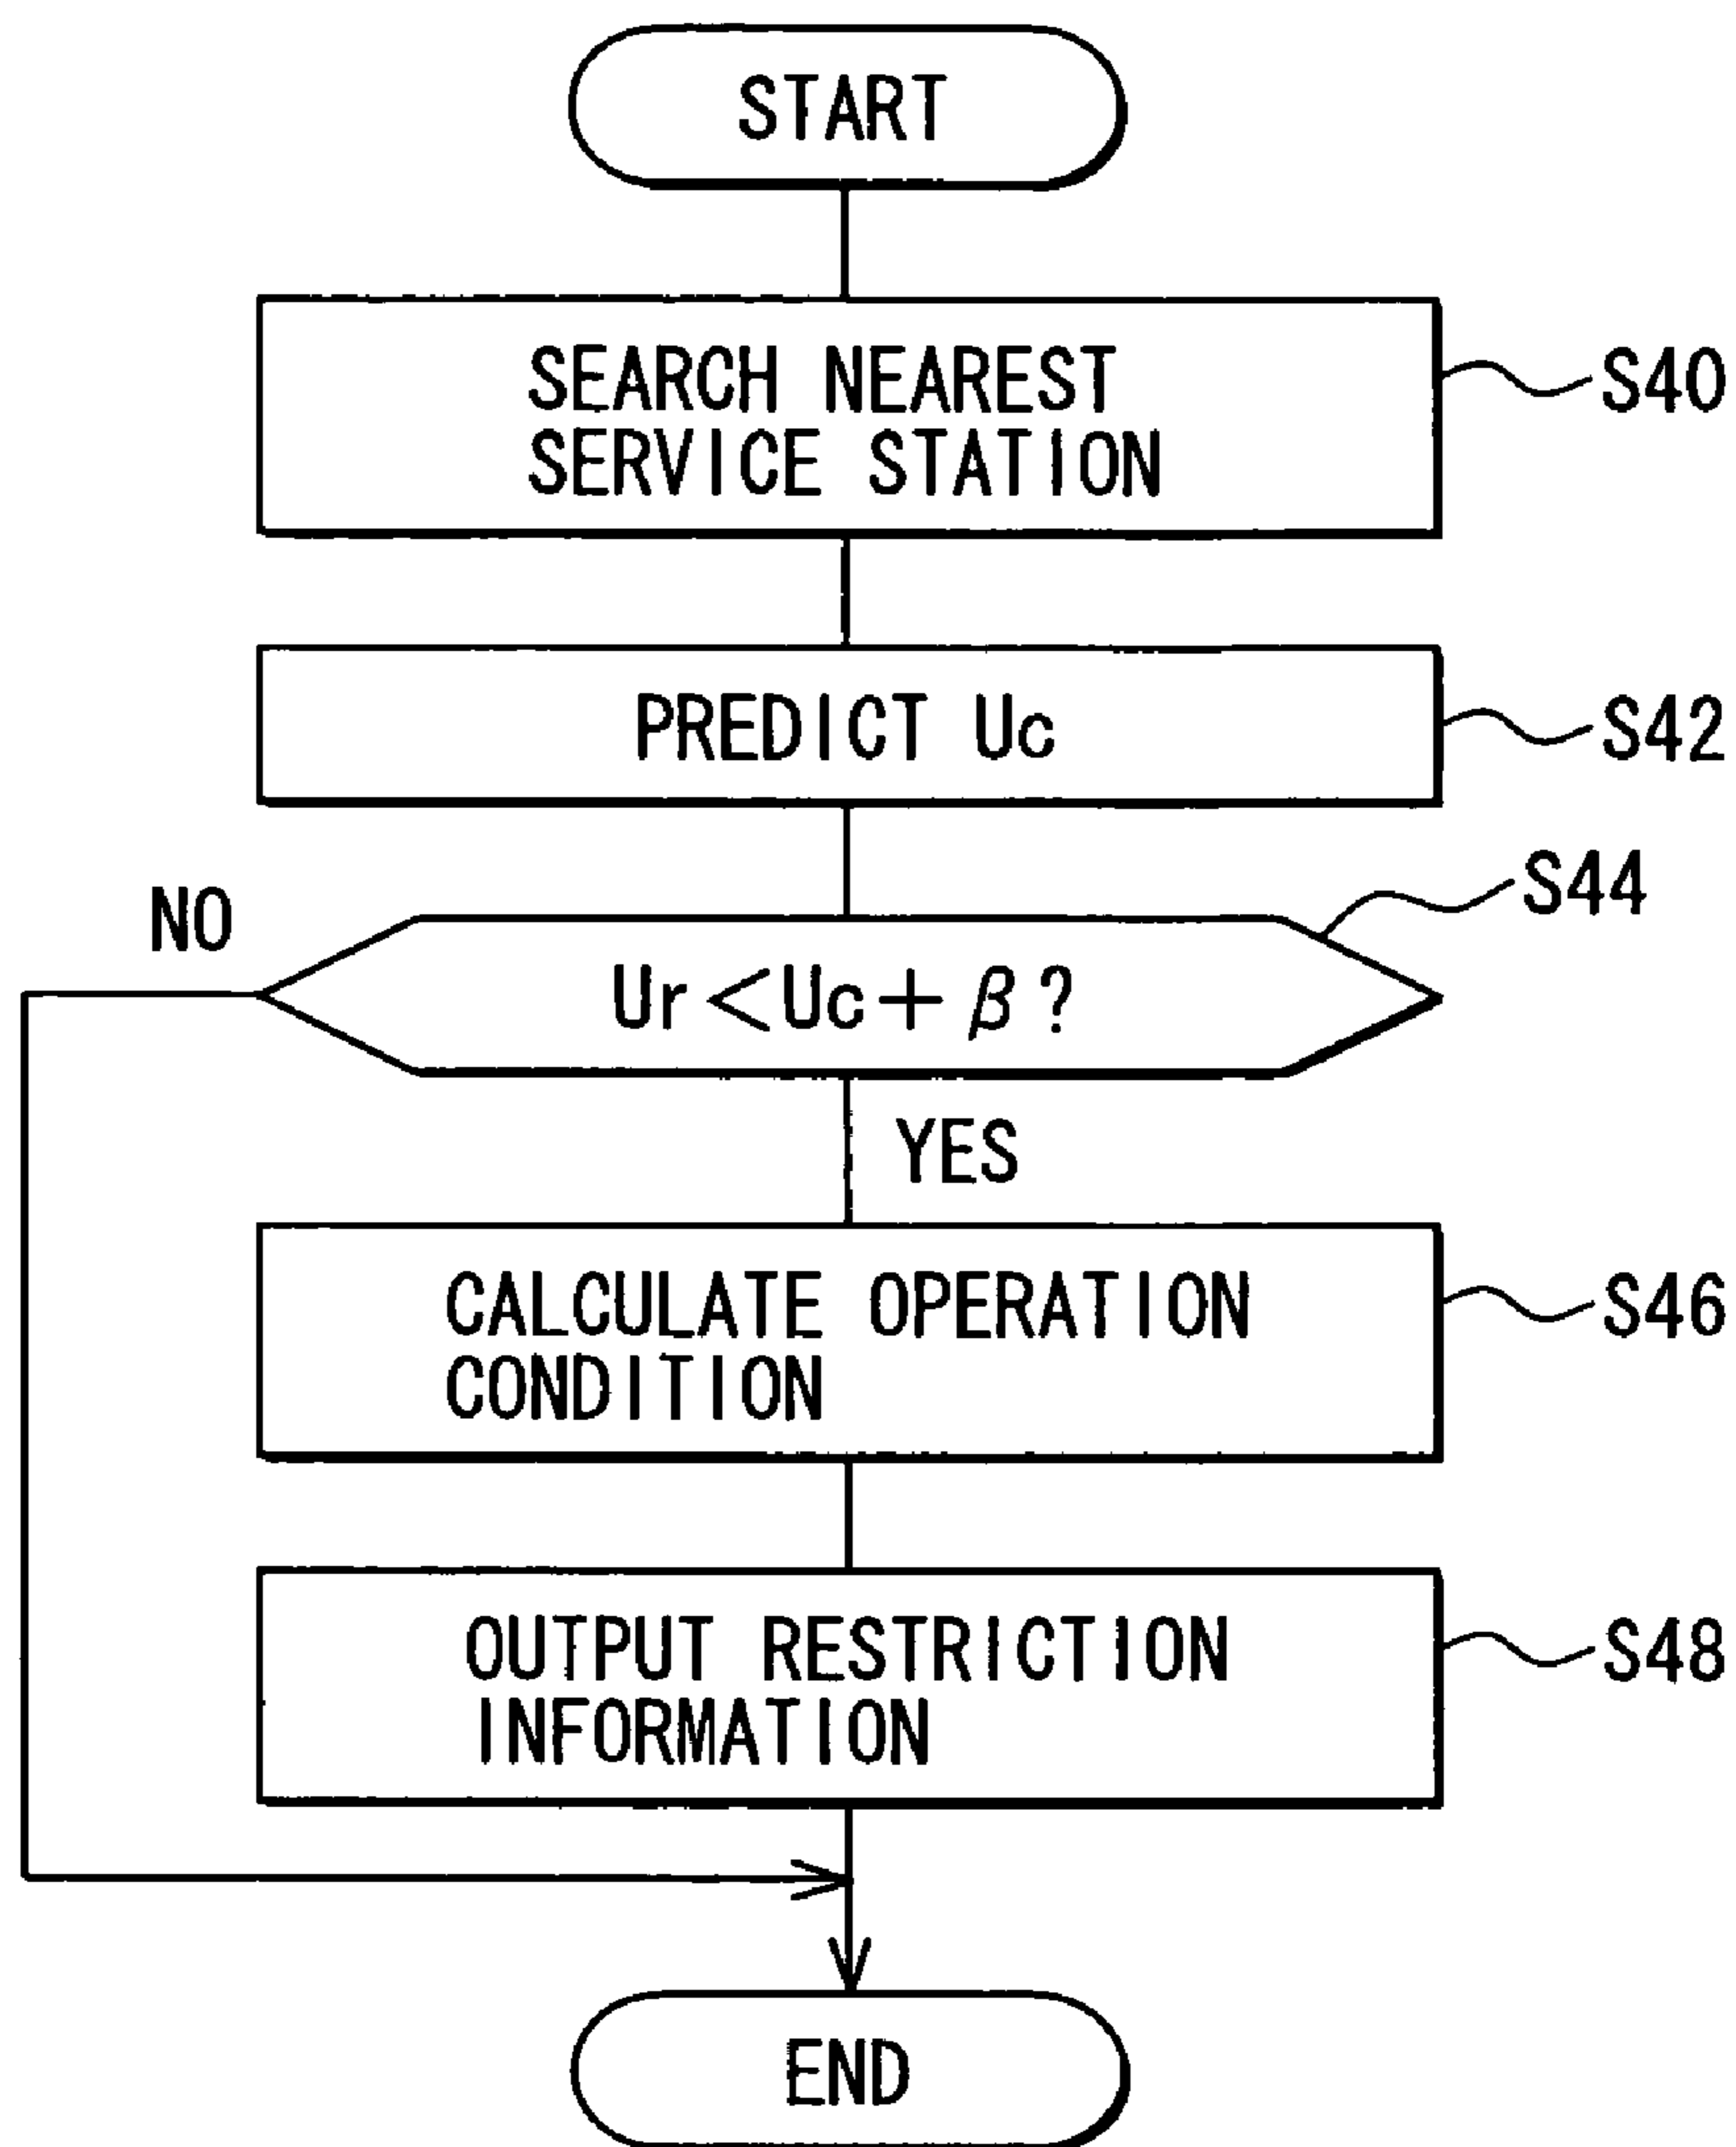 START
SEARCH NEAREST
SERVICE STATION
S40
PREDICT Uc
S42
NO
S44
Ur<Uc+β?
YES
CALCULATE OPERATION
CONDITION
S46
OUTPUT RESTRICTION
INFORMATION
S48
END